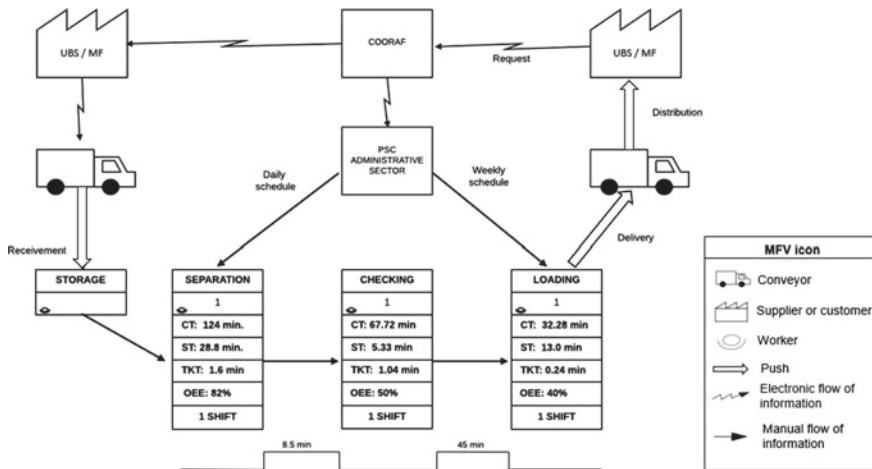 UBS / MF
COORAF
UBS / MF
Request
Distribution
PSC
ADMINISTRATIVE
SECTOR
Daily
schedule
Weekly
schedule
Receivement
Delivery
STORAGE
SEPARATION
1
CT: 124 min.
ST: 28.8 min.
TKT: 1.6 min
OEE: 82%
1 SHIFT
CHECKING
1
CT: 67.72 min
ST: 5.33 min
TKT: 1.04 min
OEE: 50%
1 SHIFT
LOADING
1
CT: 32.28 min
ST: 13.0 min
TKT: 0.24 min
OEE: 40%
1 SHIFT
8.5 min
45 min
MFV icon
Conveyor
Supplier or customer
Worker
Push
Electronic flow of
information
Manual flow of
information